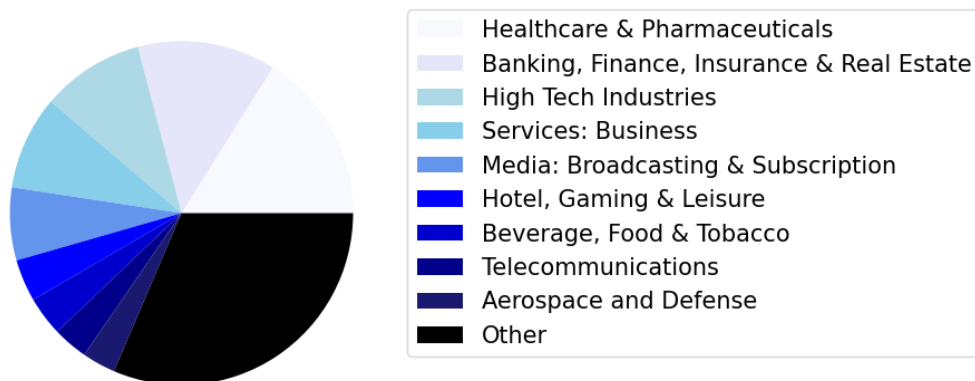 Healthcare & Pharmaceuticals
Banking, Finance, Insurance & Real Estate
High Tech Industries
Services: Business
Media: Broadcasting & Subscription
Hotel, Gaming & Leisure
Beverage, Food & Tobacco
Telecommunications
Aerospace and Defense
Other